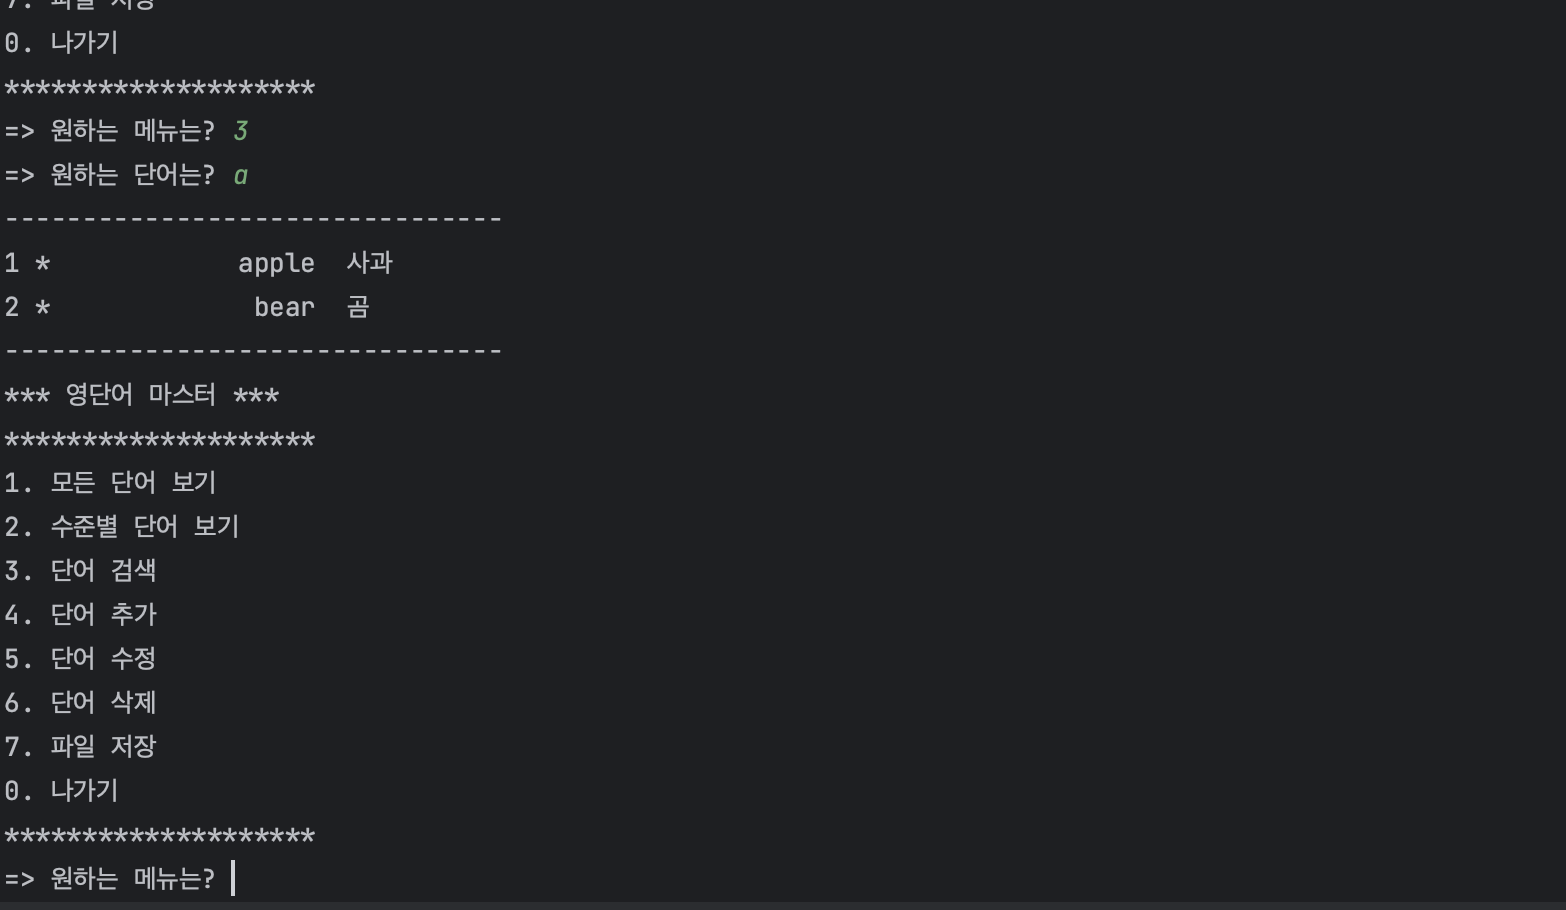 7. 파일 저장
0. 나가기
********************
=> 원하는 메뉴는? 3
=> 원하는 단어는? a
--------------------------------
1 *            apple  사과
2 *             bear  곰
--------------------------------
*** 영단어 마스터 ***
********************
1. 모든 단어 보기
2. 수준별 단어 보기
3. 단어 검색
4. 단어 추가
5. 단어 수정
6. 단어 삭제
7. 파일 저장
0. 나가기
********************
=> 원하는 메뉴는?